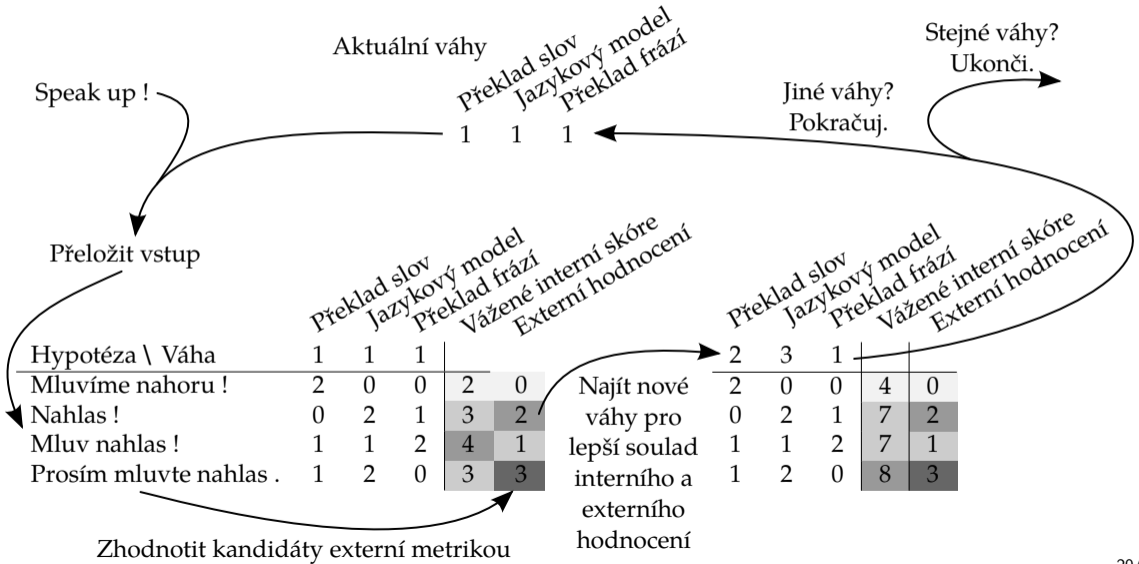 Aktuální váhy
Překlad slov
Jazykový model
Překlad frází
1 1 1
Stejné váhy?
Ukonči.
Jiné váhy?
Pokračuj.
Speak up !
Přeložit vstup
Překlad slov
Jazykový model
Překlad frází
Vážené interní skóre
Externí hodnocení
Hypotéza \ Váha 1 1 1
Mluvíme nahoru ! 2 0 0 2 0
Nahlas ! 0 2 1 3 2
Mluv nahlas ! 1 1 2 4 1
Prosím mluvte nahlas . 1 2 0 3 3
Zhodnotit kandidáty externí metrikou
Najít nové
váhy pro
lepší soulad
interního a
externího
hodnocení
Překlad slov
Jazykový model
Překlad frází
Vážené interní skóre
Externí hodnocení
2 3 1
2 0 0 4 0
0 2 1 7 2
1 1 2 7 1
1 2 0 8 3